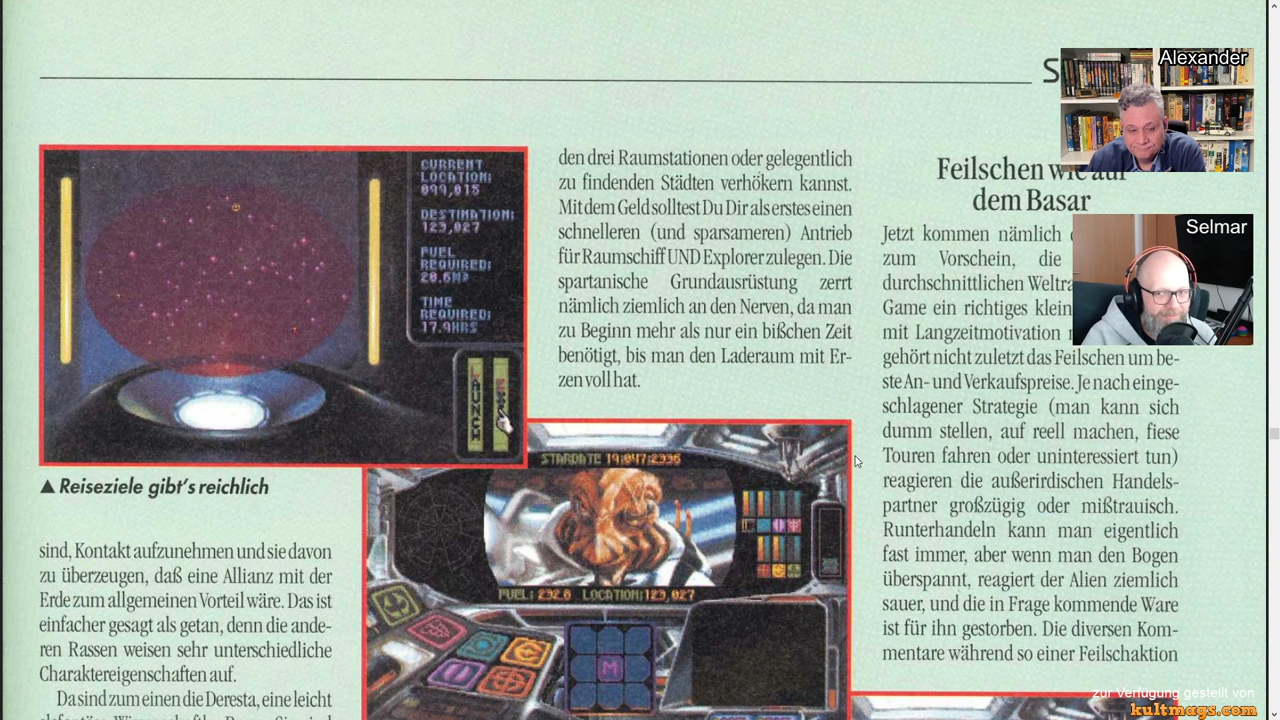 Alexander
Selmar
CURRENT
LOCATION:
099,015
DESTINATION:
123,027
FUEL
REQUIRED:
20.6M³
TIME
REQUIRED:
17.9HRS
LAUNCH
EXIT
▲ Reiseziele gibt's reichlich
sind, Kontakt aufzunehmen und sie davon
zu überzeugen, daß eine Allianz mit der
Erde zum allgemeinen Vorteil wäre. Das ist
einfacher gesagt als getan, denn die ande-
ren Rassen weisen sehr unterschiedliche
Charaktereigenschaften auf.
Da sind zum einen die Deresta, eine leicht
den drei Raumstationen oder gelegentlich
zu findenden Städten verhökern kannst.
Mit dem Geld solltest Du Dir als erstes einen
schnelleren (und sparsameren) Antrieb
für Raumschiff UND Explorer zulegen. Die
spartanische Grundausrüstung zerrt
nämlich ziemlich an den Nerven, da man
zu Beginn mehr als nur ein bißchen Zeit
benötigt, bis man den Laderaum mit Er-
zen voll hat.
STARDATE 19:047:2336
FUEL: 232.6 LOCATION:123,027
M
Feilschen wie auf
dem Basar
Jetzt kommen nämlich
zum Vorschein, die
durchschnittlichen
Game ein richtiges
mit Langzeitmotivation
gehört nicht zuletzt das Feilschen um be-
ste An- und Verkaufspreise. Je nach einge-
schlagener Strategie (man kann sich
dumm stellen, auf reell machen, fiese
Touren fahren oder uninteressiert tun)
reagieren die außerirdischen Handels-
partner großzügig oder mißtrauisch.
Runterhandeln kann man eigentlich
fast immer, aber wenn man den Bogen
überspannt, reagiert der Alien ziemlich
sauer, und die in Frage kommende Ware
ist für ihn gestorben. Die diversen Kom-
mentare während so einer Feilschaktion
zur Verfügung gestellt von
kultmags.com